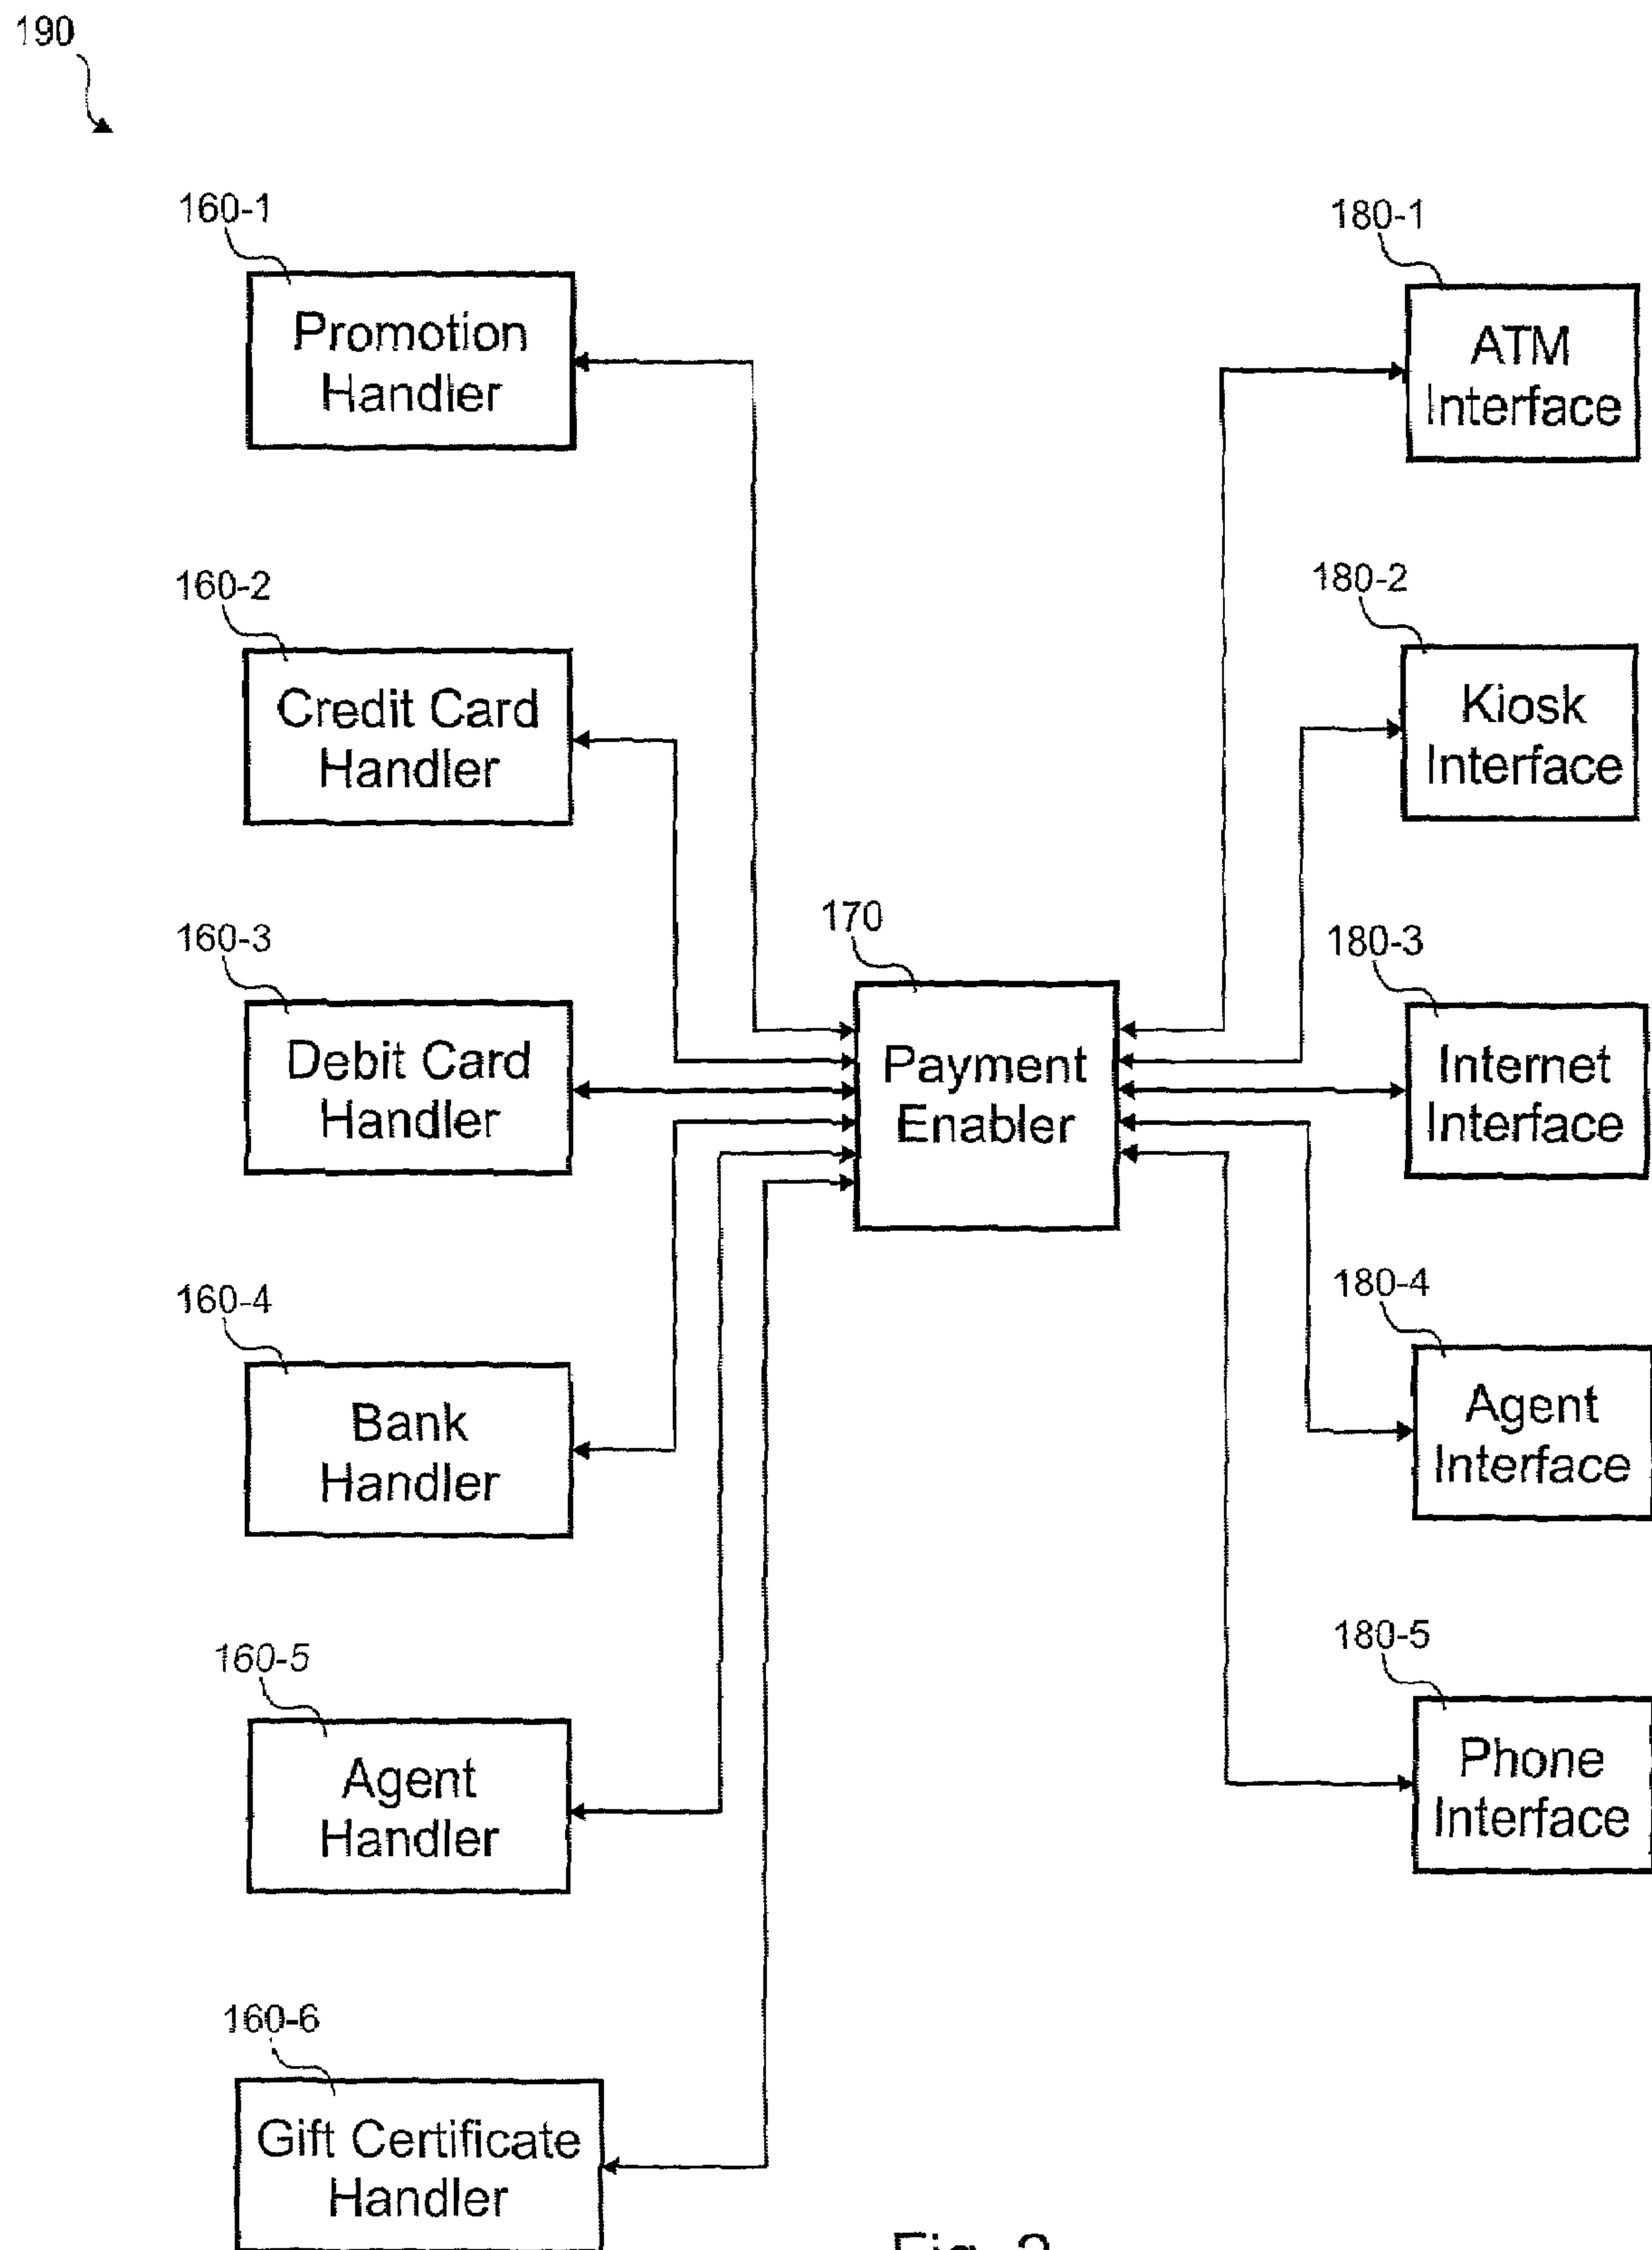 190
160-1
Promotion
Handler
180-1
ATM
Interface
160-2
Credit Card
Handler
180-2
Kiosk
Interface
160-3
Debit Card
Handler
170
Payment
Enabler
180-3
Internet
Interface
160-4
Bank
Handler
180-4
Agent
Interface
160-5
Agent
Handler
180-5
Phone
Interface
160-6
Gift Certificate
Handler
Fig.